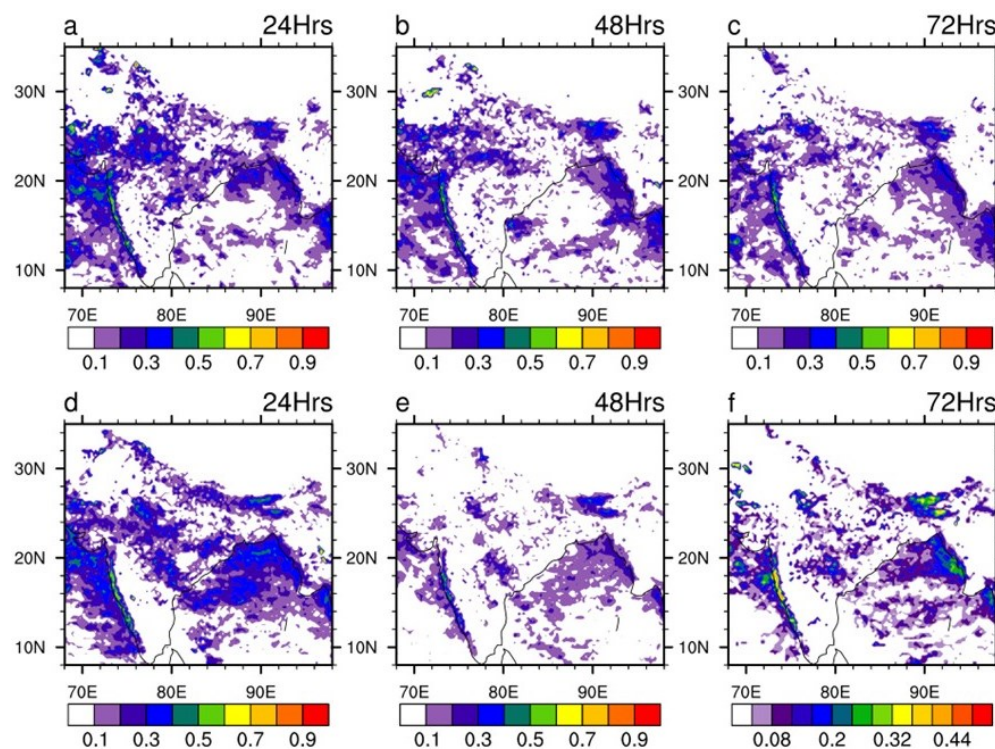 a 24Hrs b 48Hrs c 72Hrs
30N 30N 30N
20N 20N 20N
10N 10N 10N
70E 80E 90E 70E 80E 90E 70E 80E 90E
0.1 0.3 0.5 0.7 0.9 0.1 0.3 0.5 0.7 0.9 0.1 0.3 0.5 0.7 0.9
d 24Hrs e 48Hrs f 72Hrs
30N 30N 30N
20N 20N 20N
10N 10N 10N
70E 80E 90E 70E 80E 90E 70E 80E 90E
0.1 0.3 0.5 0.7 0.9 0.1 0.3 0.5 0.7 0.9 0.08 0.2 0.32 0.44